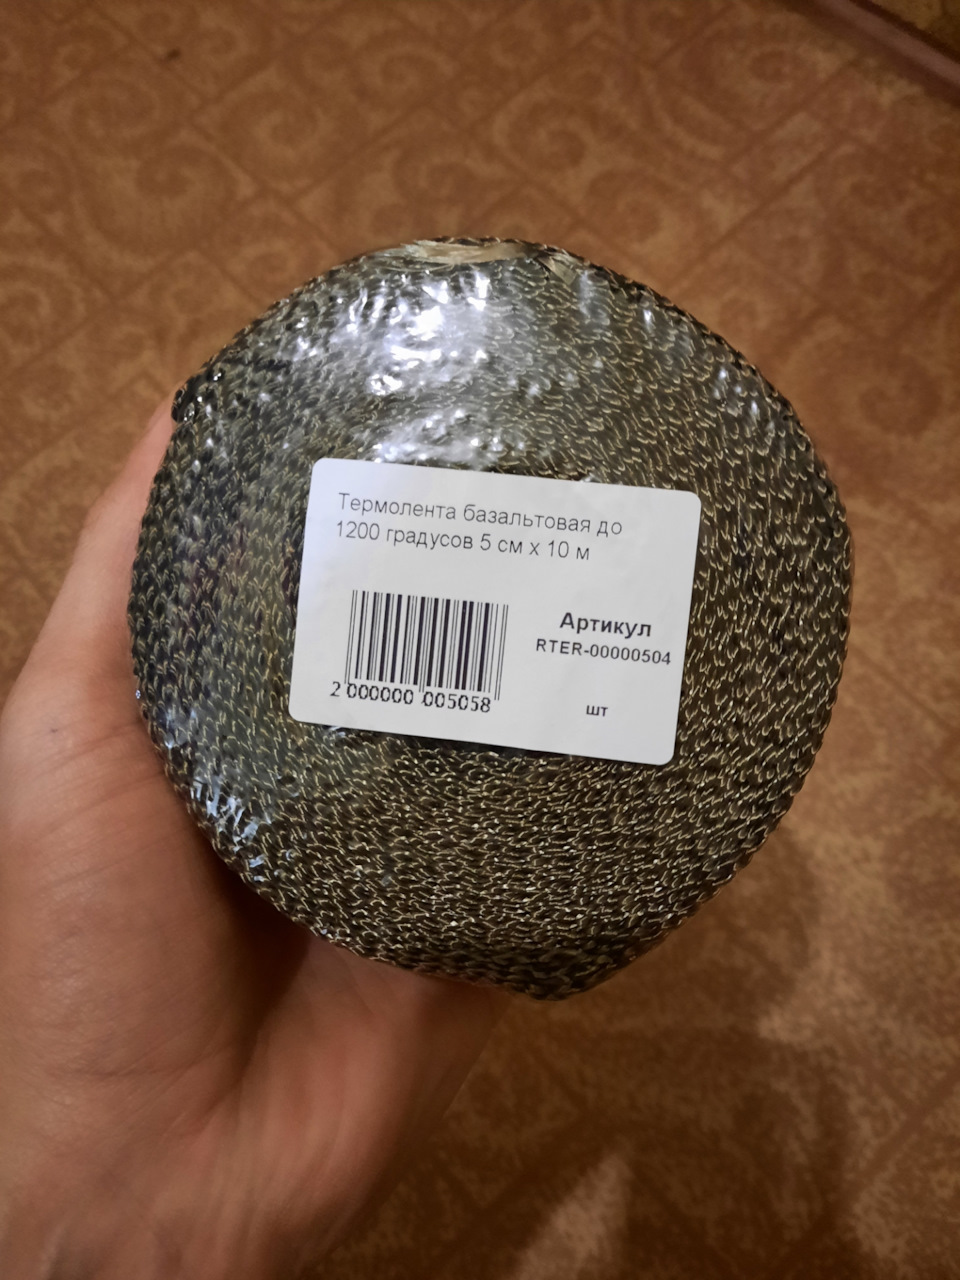 Термолента базальтовая до
1200 градусов 5 см x 10 м
Артикул
RTER-00000504
2 000000 005058
шт